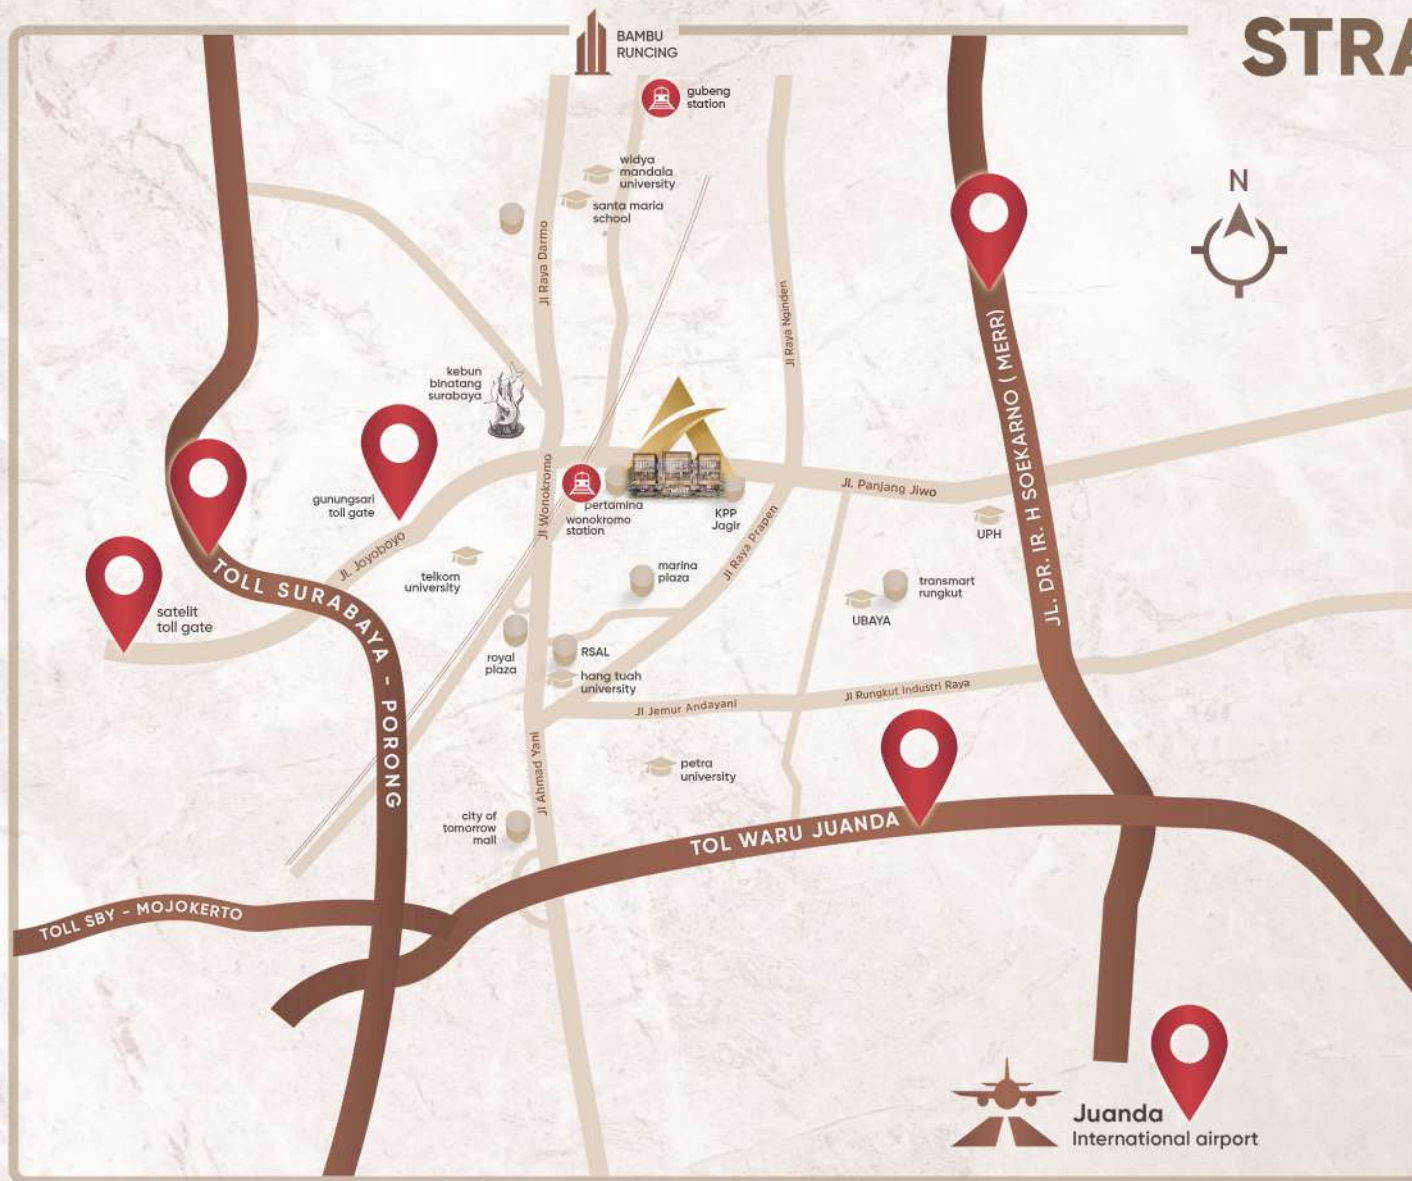 STRA
BAMBU
RUNCING
gubeng
station
N
widya
mandala
university
santa maria
school
Jl Raya Darmo
Jl Raya Nginden
JL. DR. IR. H SOEKARNO ( MERR)
kebun
binatang
surabaya
gunungsari
toll gate
Jl. Joyoboyo
Jl Wonokromo
pertamina
wonokromo
station
KPP
Jagir
Jl. Panjang Jiwo
Jl Raya Prapen
UPH
telkom
university
marina
plaza
transmart
rungkut
UBAYA
satelit
toll gate
TOLL SURABAYA - PORONG
royal
plaza
RSAL
hang tuah
university
Jl Jemur Andayani
Jl Rungkut Industri Raya
Jl Ahmad Yani
petra
university
city of
tomorrow
mall
TOL WARU JUANDA
TOLL SBY - MOJOKERTO
Juanda
International airport